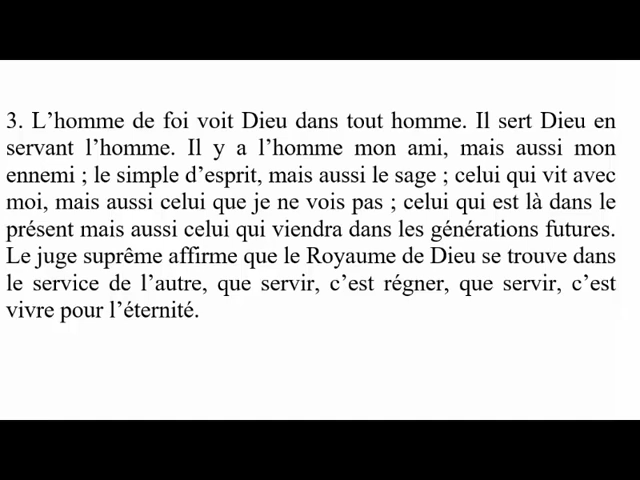 3. L’homme de foi voit Dieu dans tout homme. Il sert Dieu en
servant l’homme. Il y a l’homme mon ami, mais aussi mon
ennemi ; le simple d’esprit, mais aussi le sage ; celui qui vit avec
moi, mais aussi celui que je ne vois pas ; celui qui est là dans le
présent mais aussi celui qui viendra dans les générations futures.
Le juge suprême affirme que le Royaume de Dieu se trouve dans
le service de l’autre, que servir, c’est régner, que servir, c’est
vivre pour l’éternité.